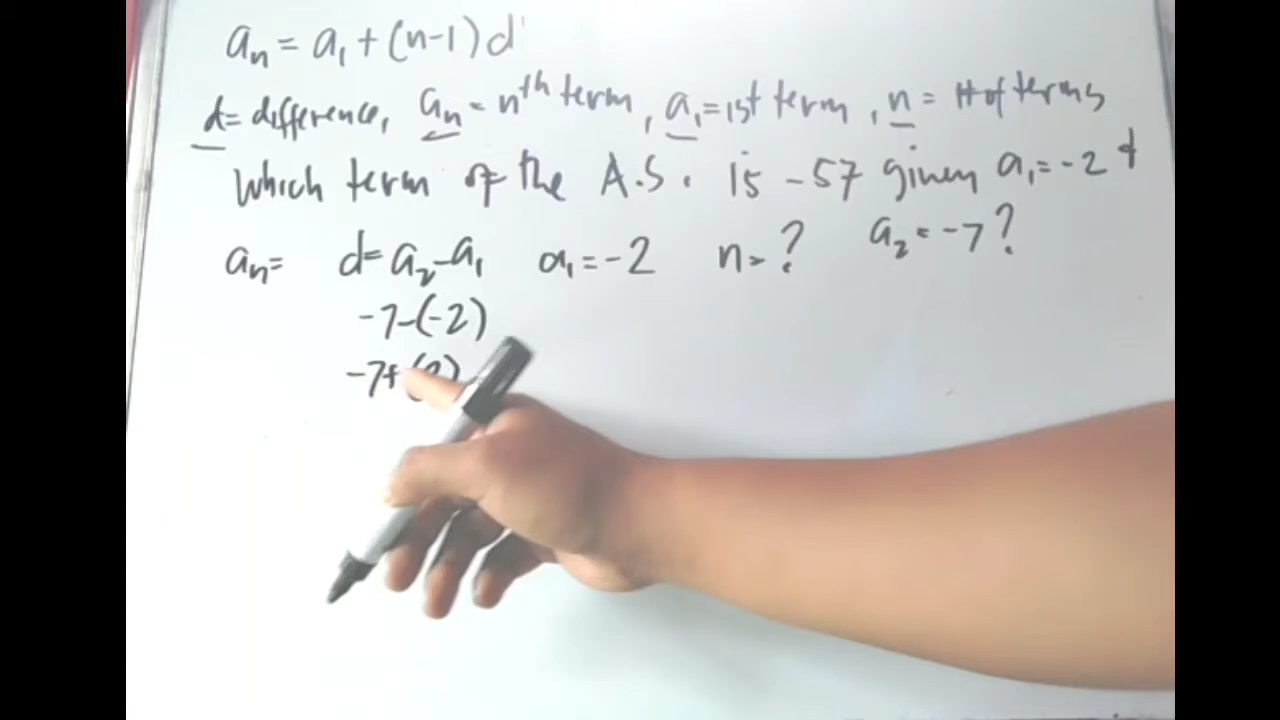 an = a1 + (n-1)d
d = difference, an = nth term, a1 = 1st term, n = # of terms
Which term of the A.S. is -57 given a1 = -2 &
a2 = -7?
an = d = a2 - a1 a1 = -2 n = ?
-7-(-2)
-7+(2)